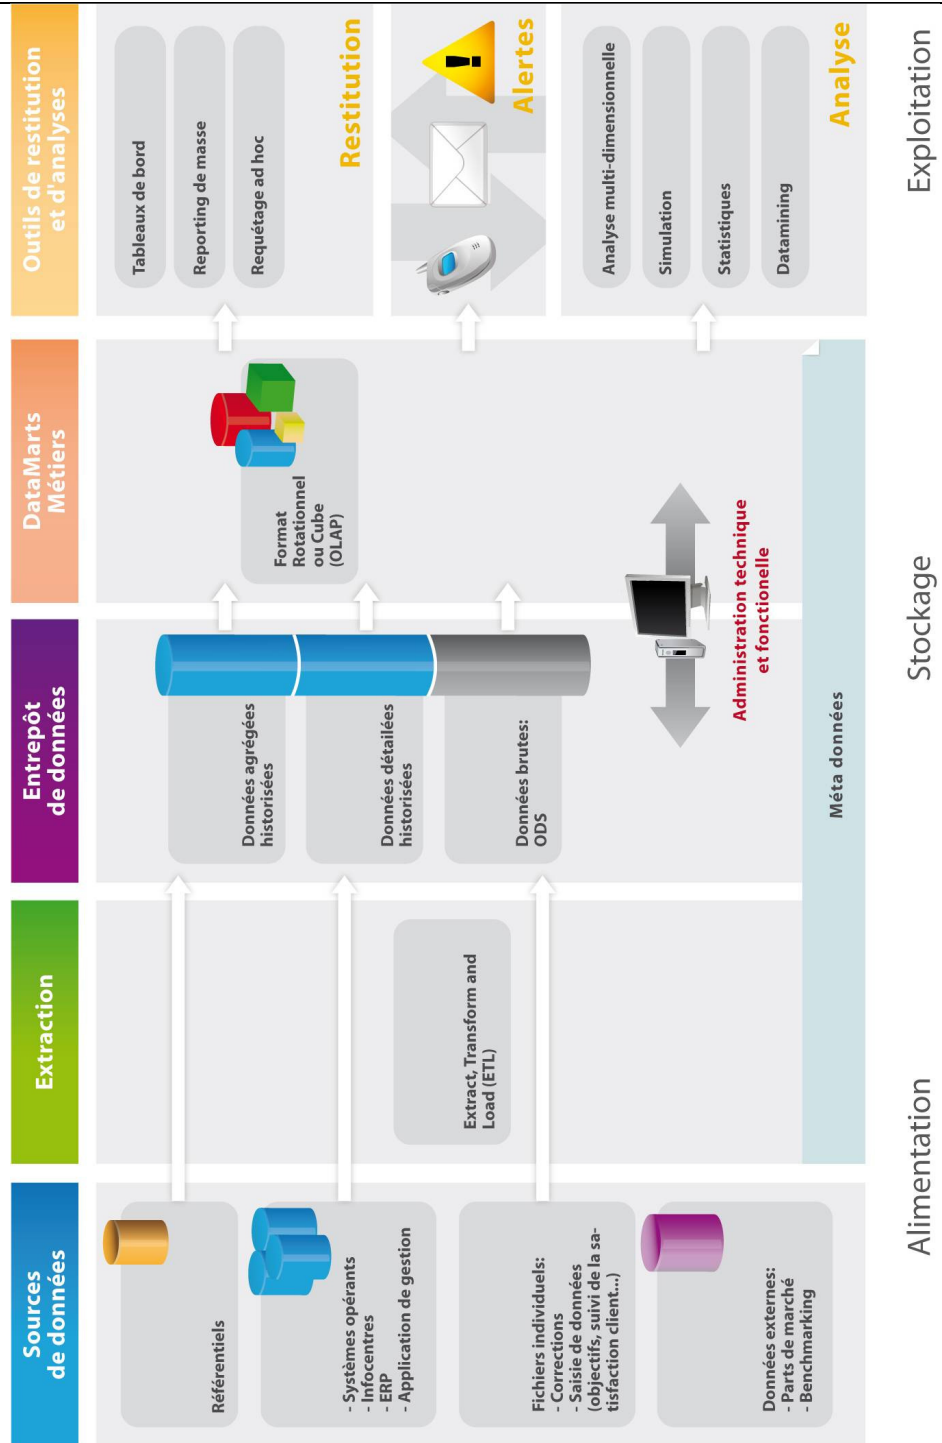 Sources
de données
Extraction
Entrepôt
de données
DataMarts
Métiers
Outils de restitution
et d'analyses
Référentiels
- Systèmes opérants
- Infocentres
- ERP
- Application de gestion
Fichiers individuels:
- Corrections
- Saisie de données
(objectifs, suivi de la sa-
tisfaction client...)
Données externes:
- Parts de marché
- Benchmarking
Extract, Transform and
Load (ETL)
Données agrégées
historisées
Données détailées
historisées
Données brutes:
ODS
Format
Rotationnel
ou Cube
(OLAP)
Administration technique
et fonctionelle
Méta données
Tableaux de bord
Reporting de masse
Requétage ad hoc
Restitution
Alertes
Analyse multi-dimensionnelle
Simulation
Statistiques
Datamining
Analyse
Alimentation
Stockage
Exploitation